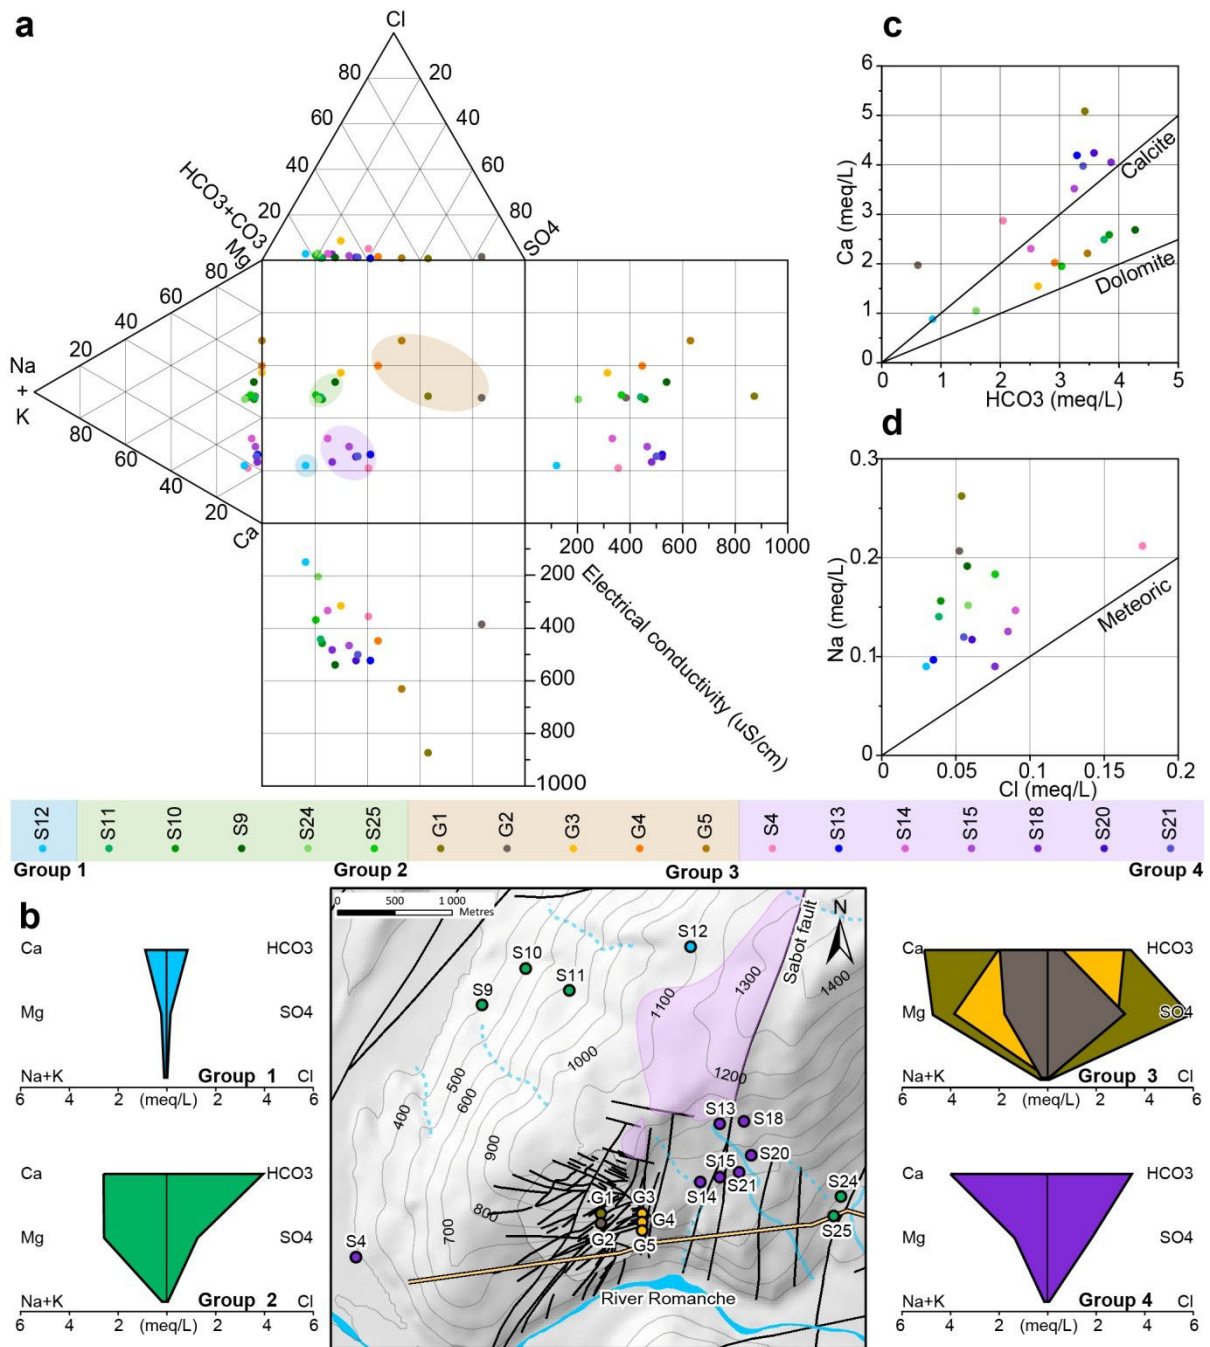 a
Cl
80
20
60
40
40
60
20
80
HCO3+CO3
SO4
Mg
80
60
40
20
Na
+
K
80
60
40
20
Ca
200
400
600
800
1000
200
400
600
800
1000
Electrical conductivity (uS/cm)
c
6
5
4
3
2
1
0
Ca (meq/L)
Calcite
Dolomite
0
1
2
3
4
5
HCO3 (meq/L)
d
0.3
0.2
0.1
0
Na (meq/L)
Meteoric
0
0.05
0.1
0.15
0.2
Cl (meq/L)
S12 S11 S10 S9 S24 S25 G1 G2 G3 G4 G5 S4 S13 S14 S15 S18 S20 S21
Group 1 Group 2 Group 3 Group 4
b
Ca HCO3
Mg SO4
Na+K Group 1 Cl
6 4 2 (meq/L) 2 4 6
Ca HCO3
Mg SO4
Na+K Group 2 Cl
6 4 2 (meq/L) 2 4 6
0 500 1 000
Metres
N
Sabot fault
S12
S10
S11
S9
1300
1400
1100
1000
1200
500
600
400
900
800
700
S13
S18
S20
S15
S21
S14
S24
S25
G1
G2
G3
G4
G5
S4
River Romanche
Ca HCO3
Mg SO4
Na+K Group 3 Cl
6 4 2 (meq/L) 2 4 6
Ca HCO3
Mg SO4
Na+K Group 4 Cl
6 4 2 (meq/L) 2 4 6